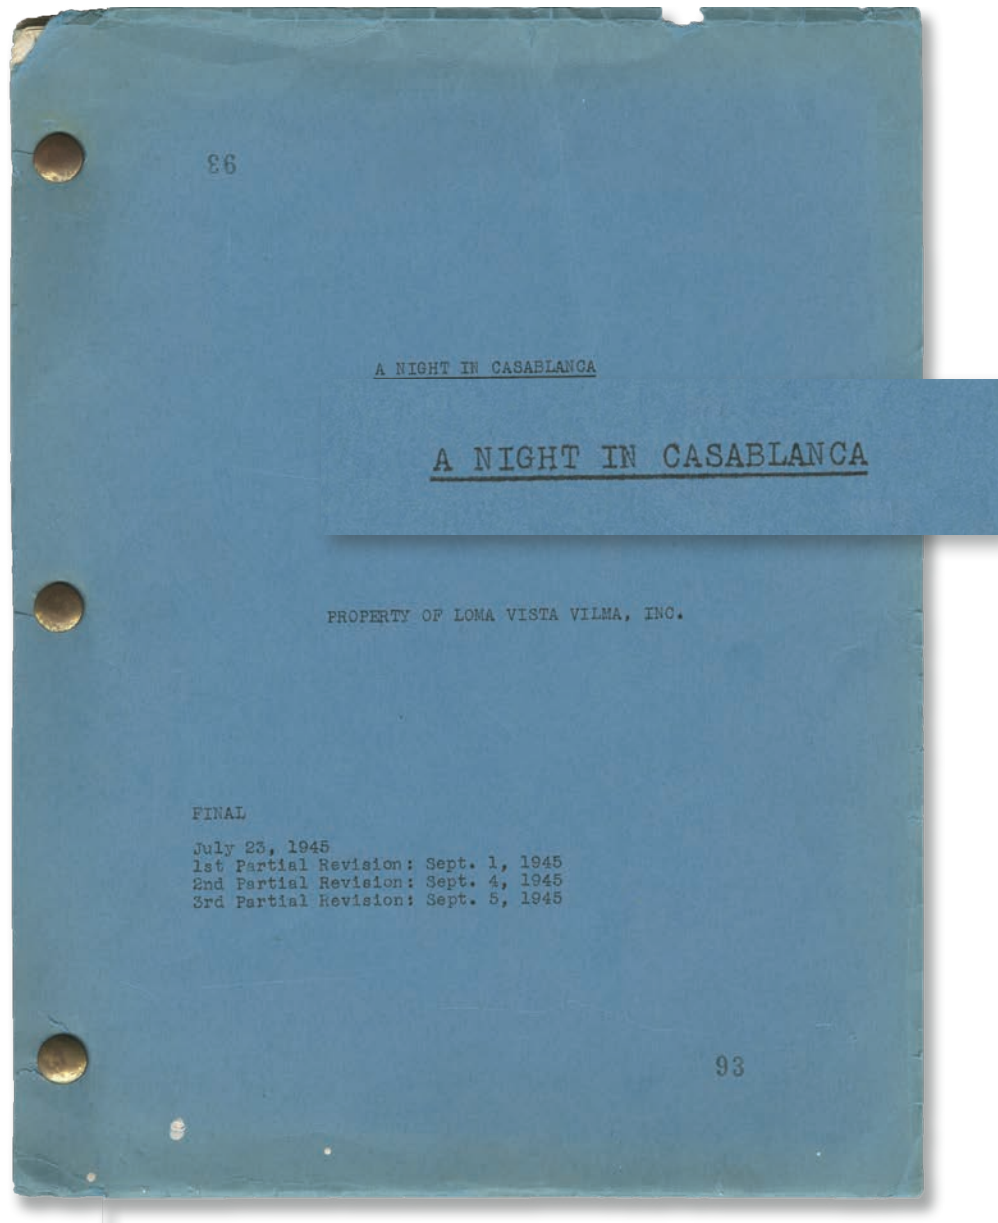 93
A NIGHT IN CASABLANCA
A NIGHT IN CASABLANCA
PROPERTY OF LOMA VISTA VILMA, INC.
FINAL
July 23, 1945
1st Partial Revision: Sept. 1, 1945
2nd Partial Revision: Sept. 4, 1945
3rd Partial Revision: Sept. 5, 1945
93